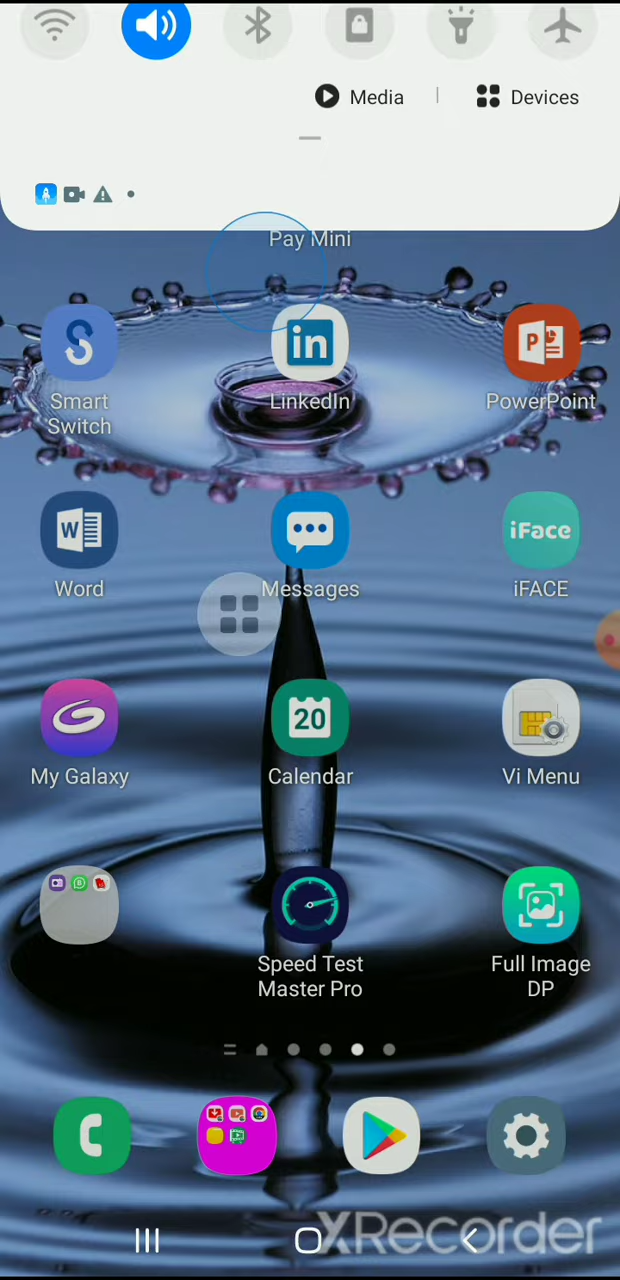 Media
Devices
Pay Mini
S
in
P
Smart
Switch
LinkedIn
PowerPoint
W
iFace
Word
Messages
iFACE
20
My Galaxy
Calendar
Vi Menu
Speed Test
Master Pro
Full Image
DP
XRecorder